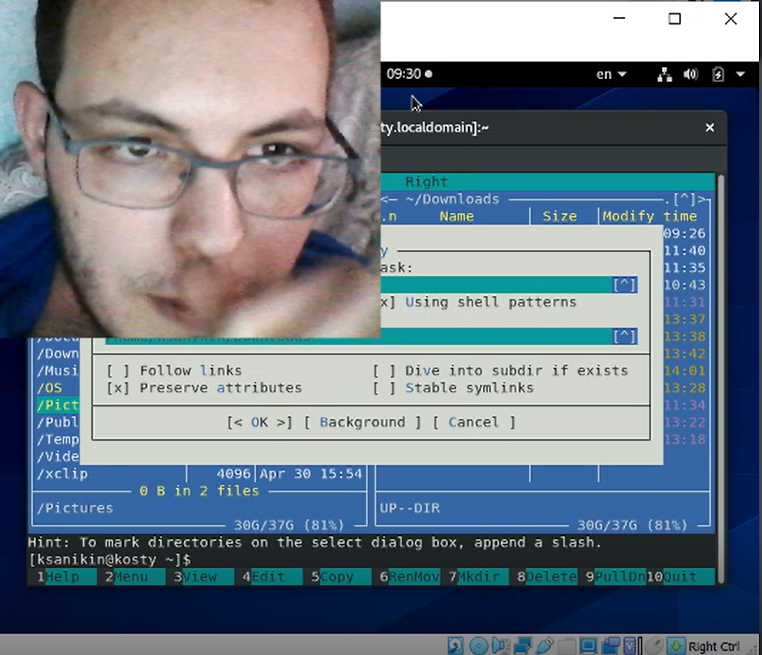 09:30
en
ty.localdomain]:~
Right
<─ ~/Downloads .[^]>
.n Name Size Modify time
09:26
11:40
y
ask:
11:35
[^]
10:43
x] Using shell patterns
11:31
13:37
[^]
13:38
/Down
13:42
/Musi
[ ] Follow links [ ] Dive into subdir if exists
14:01
/OS
[x] Preserve attributes [ ] Stable symlinks
13:28
/Pict
11:34
/Publ
[< OK >] [ Background ] [ Cancel ]
13:22
/Temp
13:18
/Vide
/xclip 4096 Apr 30 15:54
0 B in 2 files
/Pictures UP--DIR
30G/37G (81%) 30G/37G (81%)
Hint: To mark directories on the select dialog box, append a slash.
[ksanikin@kosty ~]$
1Help 2Menu 3View 4Edit 5Copy 6RenMov 7Mkdir 8Delete 9PullDn 10Quit
Right Ctrl